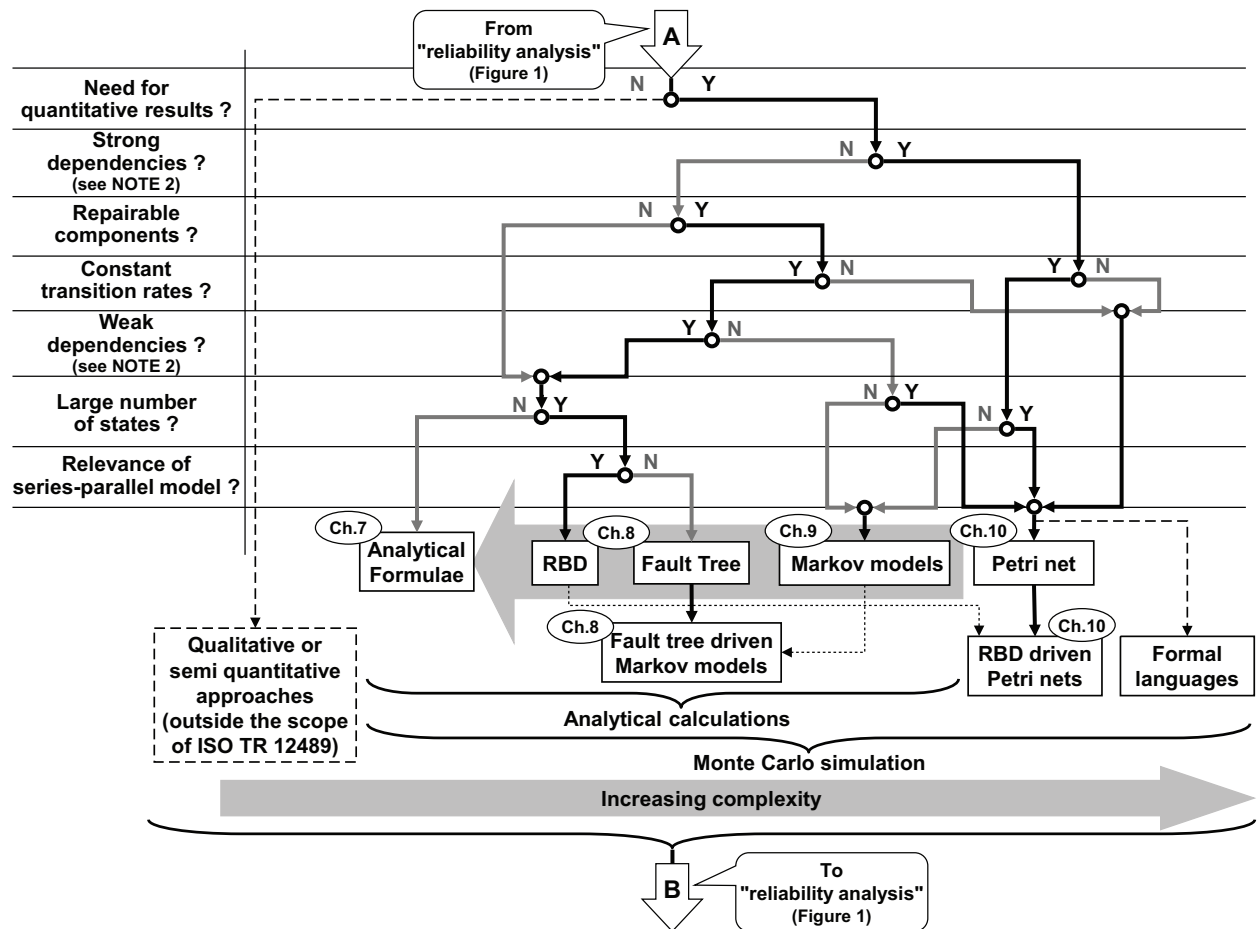 From
"reliability analysis"
(Figure 1)
A
Need for
quantitative results ?
N
Y
Strong
dependencies ?
(see NOTE 2)
N
Y
Repairable
components ?
N
Y
Constant
transition rates ?
Y
N
Y
N
Weak
dependencies ?
(see NOTE 2)
Y
N
Large number
of states ?
N
Y
N
Y
N
Y
Relevance of
series-parallel model ?
Y
N
Ch.7
Analytical
Formulae
RBD
Ch.8
Fault Tree
Ch.9
Markov models
Ch.10
Petri net
Ch.8
Fault tree driven
Markov models
Ch.10
RBD driven
Petri nets
Formal
languages
Qualitative or
semi quantitative
approaches
(outside the scope
of ISO TR 12489)
Analytical calculations
Monte Carlo simulation
Increasing complexity
B
To
"reliability analysis"
(Figure 1)